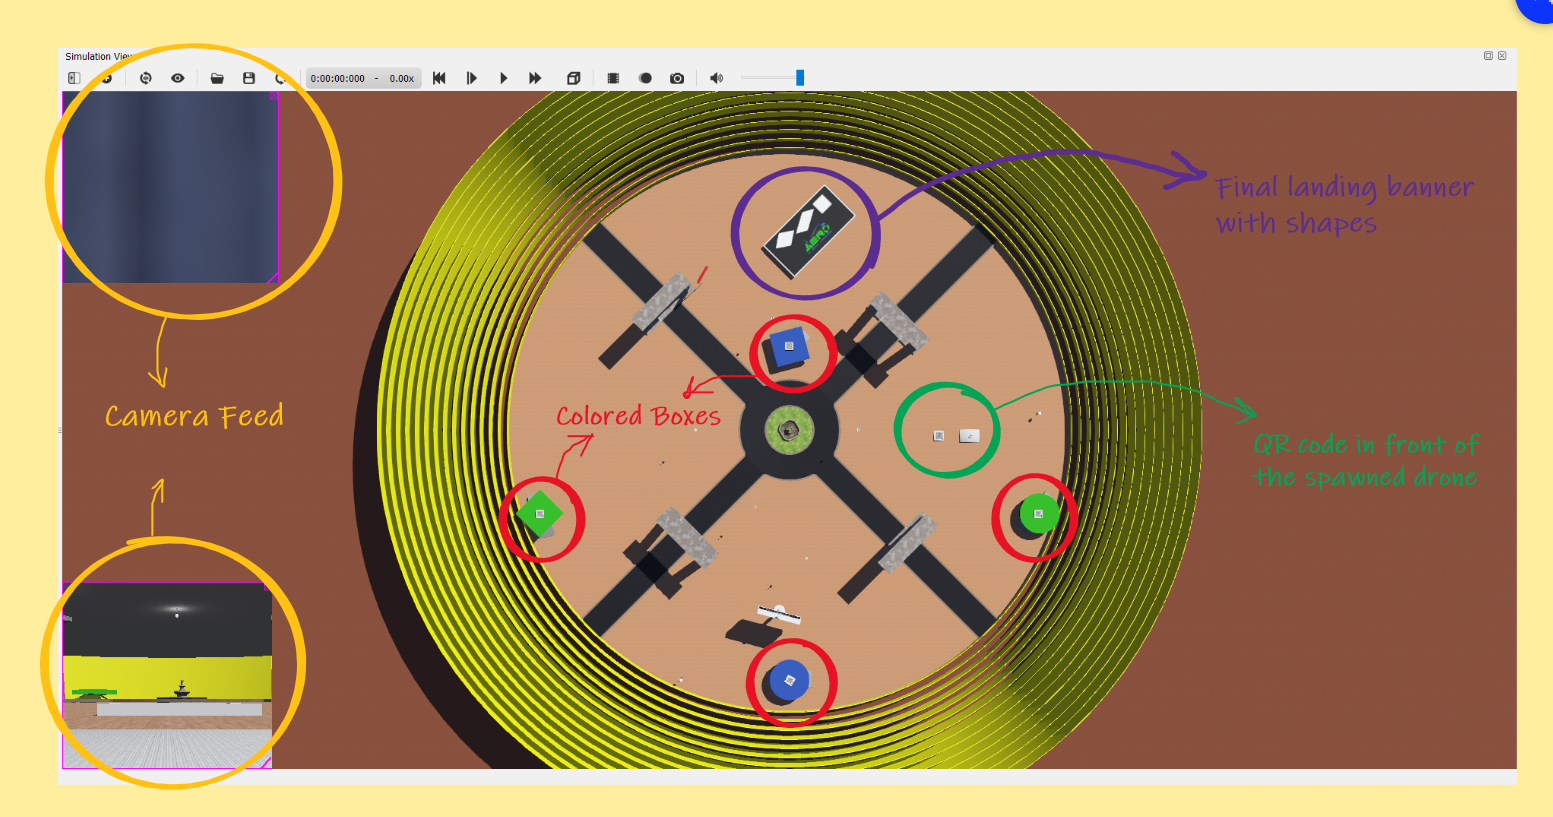 Simulation View
0:00:00:000 - 0.00x
Final landing banner
with shapes
AERO
Colored Boxes
Camera Feed
QR code in front of
the spawned drone